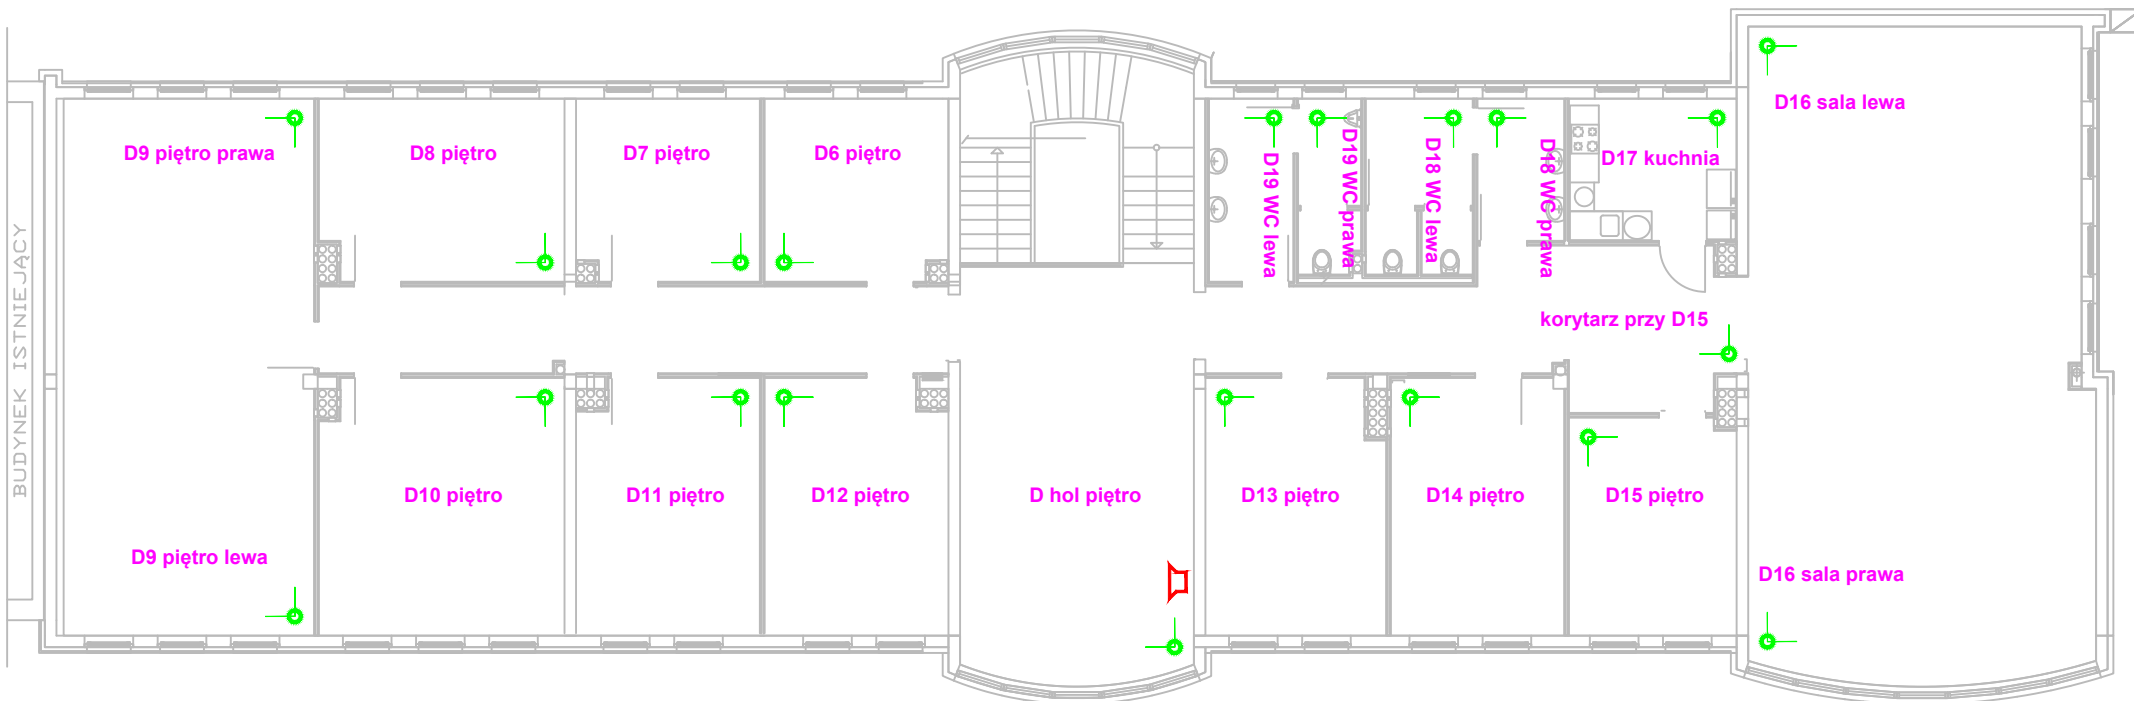 BUDYNEK ISTNIEJĄCY
D9 piętro prawa
D8 piętro
D7 piętro
D6 piętro
D19 WC lewa
D19 WC prawa
D18 WC lewa
D18 WC prawa
D17 kuchnia
D16 sala lewa
korytarz przy D15
D9 piętro lewa
D10 piętro
D11 piętro
D12 piętro
D hol piętro
D13 piętro
D14 piętro
D15 piętro
D16 sala prawa